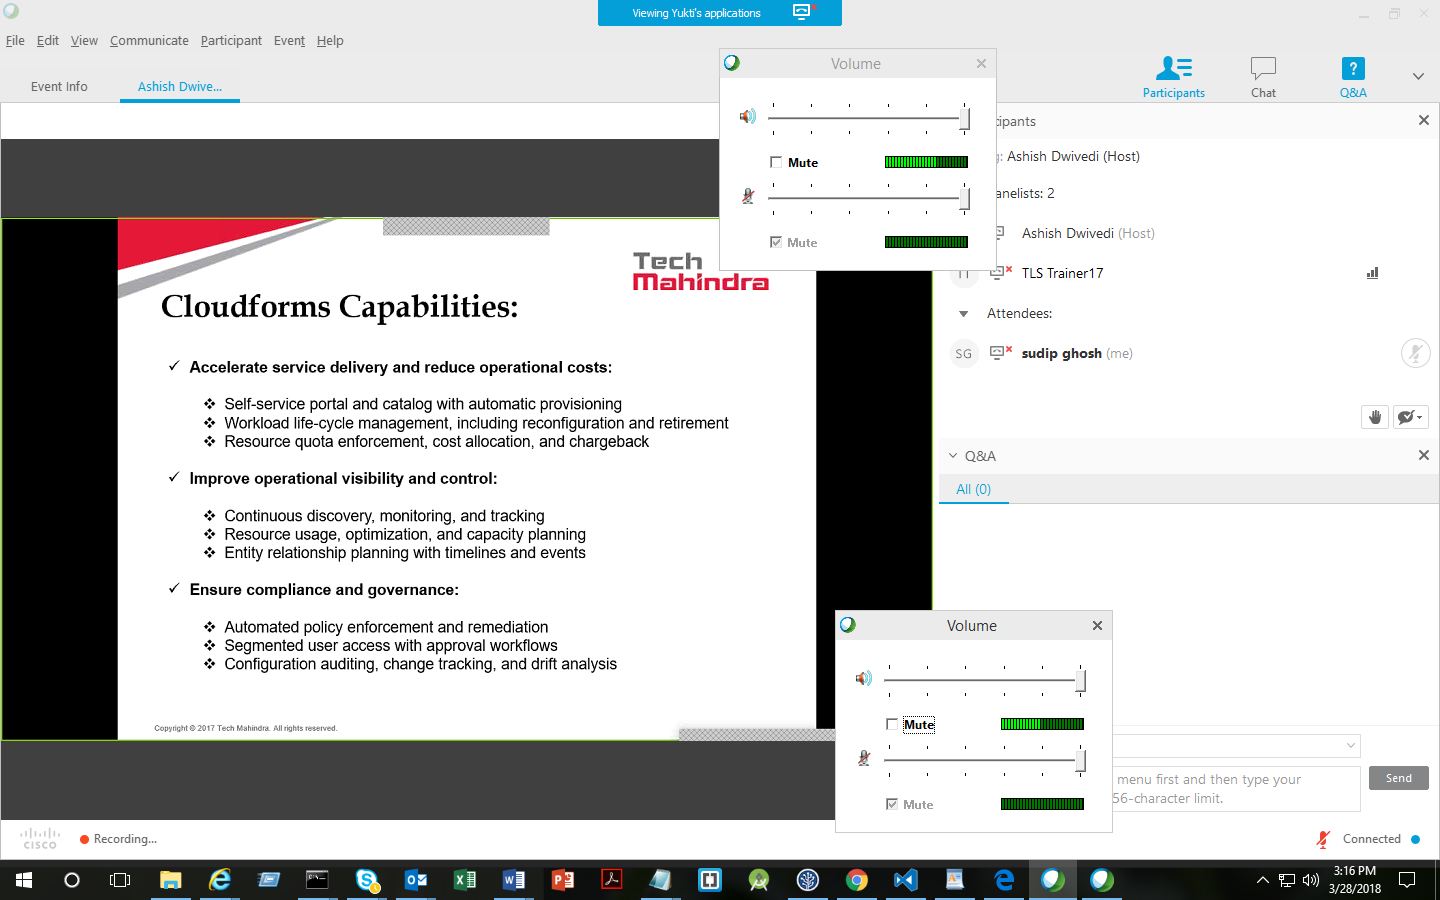 Viewing Yukti's applications
File Edit View Communicate Participant Event Help
Event Info
Ashish Dwive...
Volume
Mute
Mute
Participants
Chat
Q&A
cipants
g: Ashish Dwivedi (Host)
anelists: 2
Ashish Dwivedi (Host)
TLS Trainer17
Attendees:
SG
sudip ghosh (me)
Q&A
All (0)
Tech
Mahindra
Cloudforms Capabilities:
Accelerate service delivery and reduce operational costs:
Self-service portal and catalog with automatic provisioning
Workload life-cycle management, including reconfiguration and retirement
Resource quota enforcement, cost allocation, and chargeback
Improve operational visibility and control:
Continuous discovery, monitoring, and tracking
Resource usage, optimization, and capacity planning
Entity relationship planning with timelines and events
Ensure compliance and governance:
Automated policy enforcement and remediation
Segmented user access with approval workflows
Configuration auditing, change tracking, and drift analysis
Copyright © 2017 Tech Mahindra. All rights reserved.
Volume
Mute
Mute
menu first and then type your
56-character limit.
Send
CISCO
Recording...
Connected
3:16 PM
3/28/2018